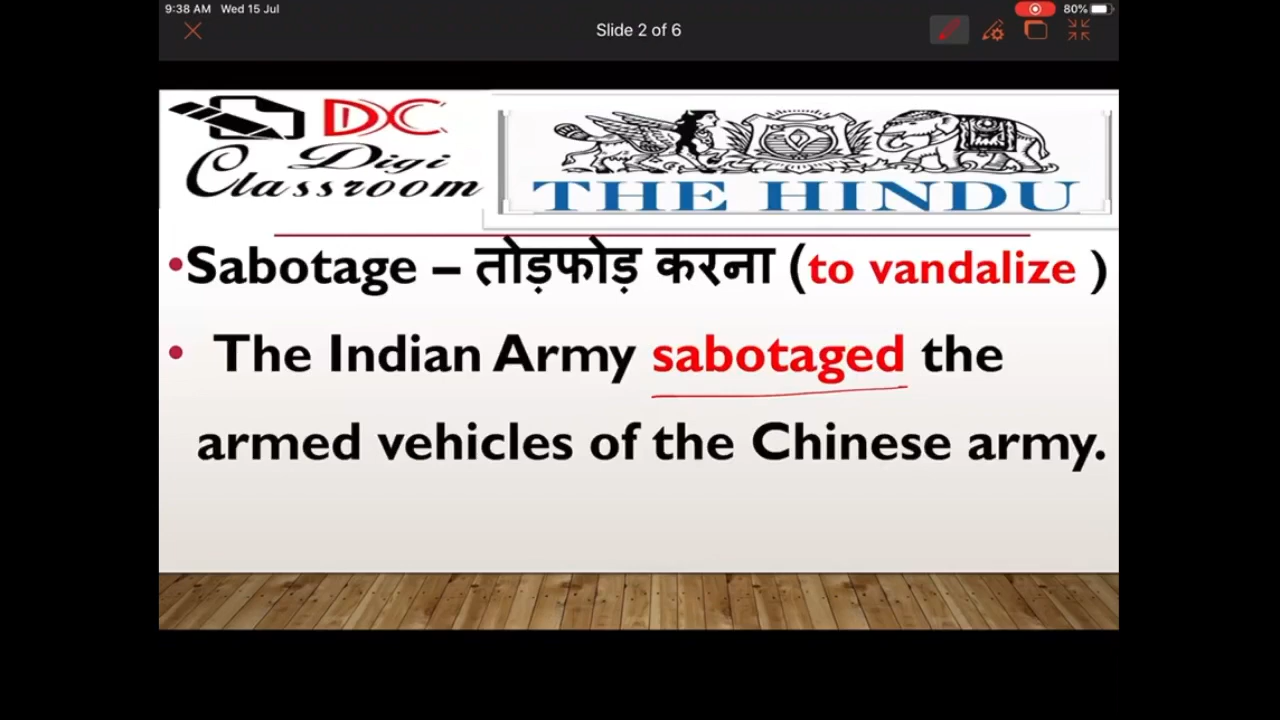 9:38 AM Wed 15 Jul
80%
Slide 2 of 6
DC
Digi
Classroom
THE HINDU
•Sabotage – तोड़फोड़ करना (to vandalize )
• The Indian Army sabotaged the
armed vehicles of the Chinese army.